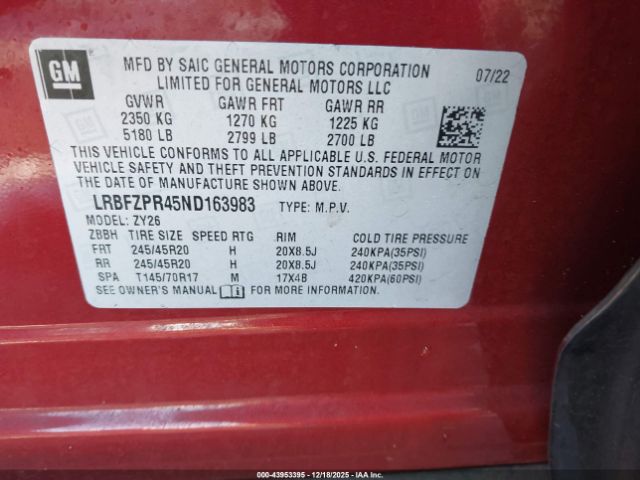 GM
MFD BY SAIC GENERAL MOTORS CORPORATION 07/22
LIMITED FOR GENERAL MOTORS LLC
GVWR GAWR FRT GAWR RR
2350 KG 1270 KG 1225 KG
5180 LB 2799 LB 2700 LB
THIS VEHICLE CONFORMS TO ALL APPLICABLE U.S. FEDERAL MOTOR
VEHICLE SAFETY AND THEFT PREVENTION STANDARDS IN EFFECT ON
THE DATE OF MANUFACTURE SHOWN ABOVE.
LRBFZPR45ND163983 TYPE: M.P.V.
MODEL: ZY26
ZBBH TIRE SIZE SPEED RTG RIM COLD TIRE PRESSURE
FRT 245/45R20 H 20X8.5J 240KPA(35PSI)
RR 245/45R20 H 20X8.5J 240KPA(35PSI)
SPA T145/70R17 M 17X4B 420KPA(60PSI)
SEE OWNER'S MANUAL FOR MORE INFORMATION
000-43953395 - 12/18/2025 - COPART.COM